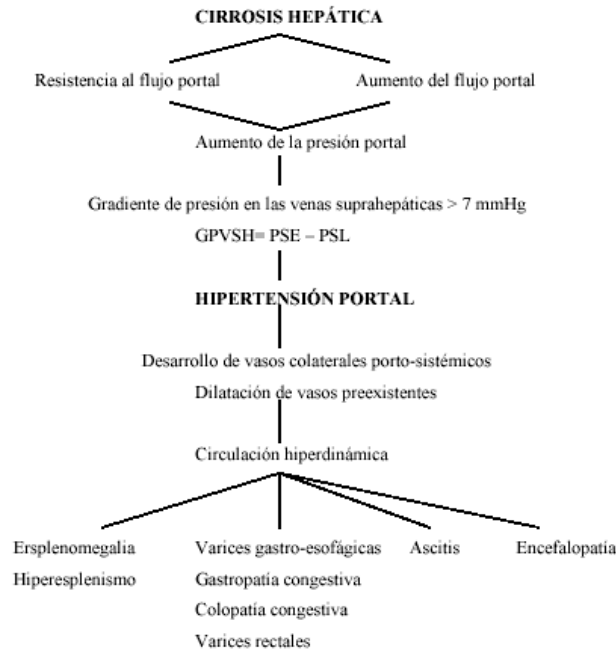 CIRROSIS HEPÁTICA
Resistencia al flujo portal
Aumento del flujo portal
Aumento de la presión portal
Gradiente de presión en las venas suprahepáticas > 7 mmHg
GPVSH= PSE – PSL
HIPERTENSIÓN PORTAL
Desarrollo de vasos colaterales porto-sistémicos
Dilatación de vasos preexistentes
Circulación hiperdinámica
Ersplenomegalia
Hiperesplenismo
Varices gastro-esofágicas
Gastropatía congestiva
Colopatía congestiva
Varices rectales
Ascitis
Encefalopatía